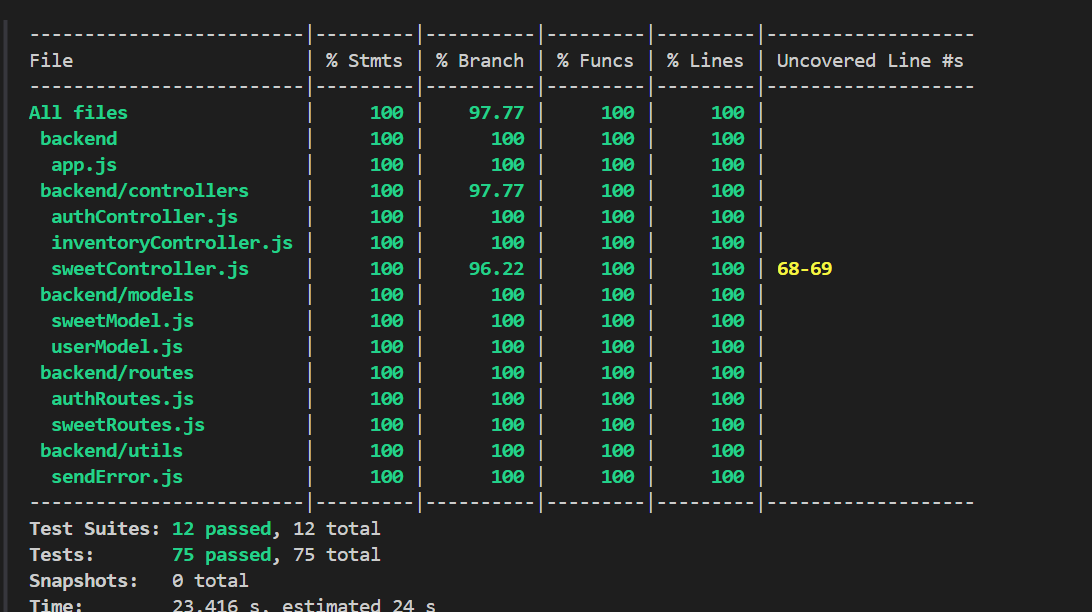 -------------------------|---------|----------|---------|---------|-------------------
File                     | % Stmts | % Branch | % Funcs | % Lines | Uncovered Line #s
-------------------------|---------|----------|---------|---------|-------------------
All files                |     100 |    97.77 |     100 |     100 |
 backend                 |     100 |      100 |     100 |     100 |
  app.js                 |     100 |      100 |     100 |     100 |
 backend/controllers     |     100 |    97.77 |     100 |     100 |
  authController.js      |     100 |      100 |     100 |     100 |
  inventoryController.js |     100 |      100 |     100 |     100 |
  sweetController.js     |     100 |    96.22 |     100 |     100 | 68-69
 backend/models          |     100 |      100 |     100 |     100 |
  sweetModel.js          |     100 |      100 |     100 |     100 |
  userModel.js           |     100 |      100 |     100 |     100 |
 backend/routes          |     100 |      100 |     100 |     100 |
  authRoutes.js          |     100 |      100 |     100 |     100 |
  sweetRoutes.js         |     100 |      100 |     100 |     100 |
 backend/utils           |     100 |      100 |     100 |     100 |
  sendError.js           |     100 |      100 |     100 |     100 |
-------------------------|---------|----------|---------|---------|-------------------
Test Suites: 12 passed, 12 total
Tests:       75 passed, 75 total
Snapshots:   0 total
Time:        23.416 s, estimated 24 s